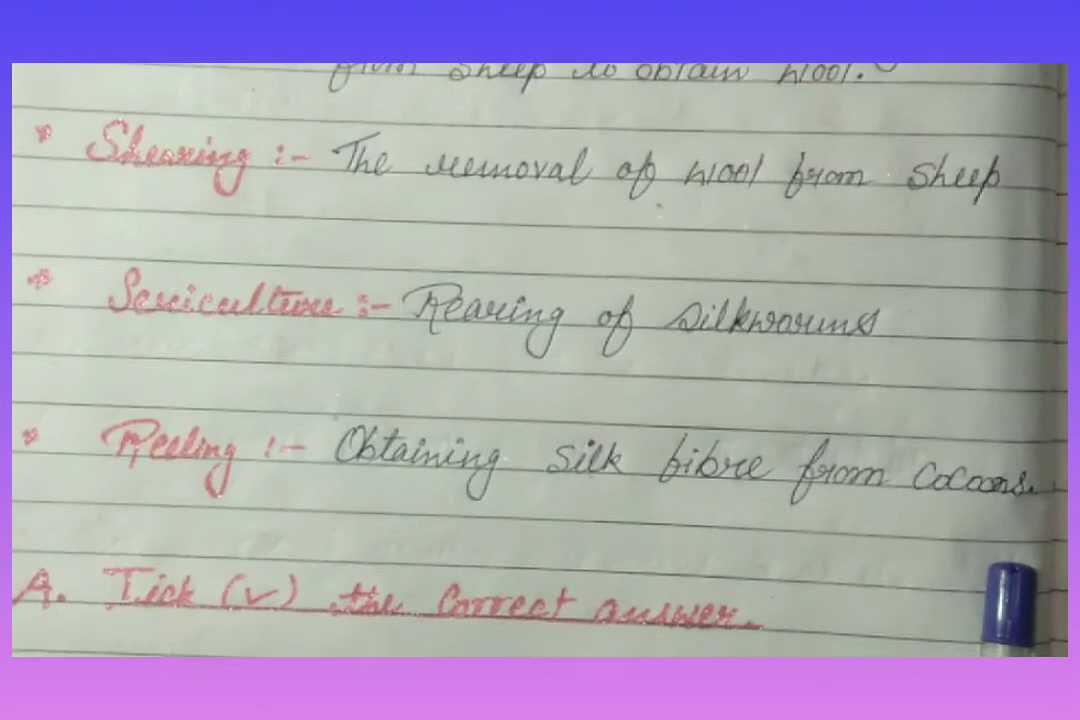 from sheep to obtain wool.
* Shearing :- The removal of wool from sheep
* Sericulture :- Rearing of silkworms
* Reeling :- Obtaining silk fibre from cocoons.
A. Tick (✓) the correct answer.